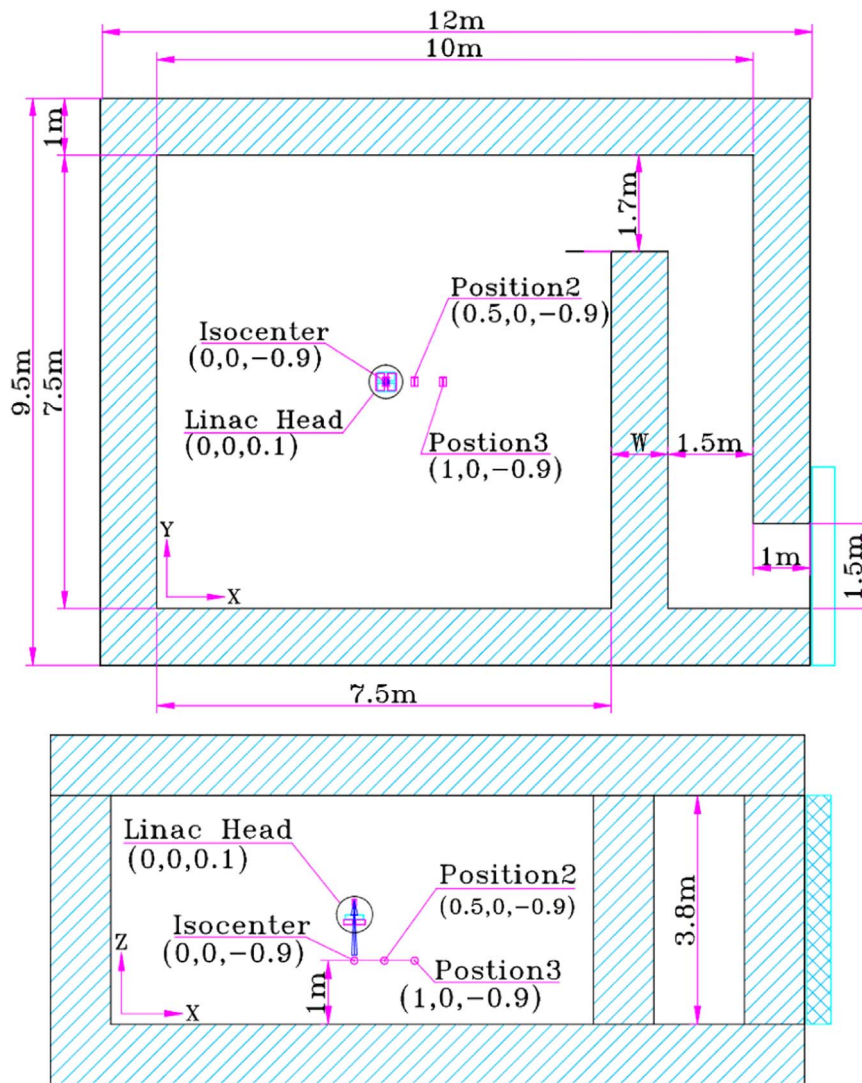 12m
10m
1m
1.7m
Position2
(0.5,0,−0.9)
Isocenter
(0,0,−0.9)
9.5m
7.5m
Linac Head
(0,0,0.1)
Postion3
(1,0,−0.9)
W
1.5m
Y
X
1m
1.5m
7.5m
Linac Head
(0,0,0.1)
Position2
(0.5,0,−0.9)
Isocenter
(0,0,−0.9)
3.8m
Z
X
1m
Postion3
(1,0,−0.9)